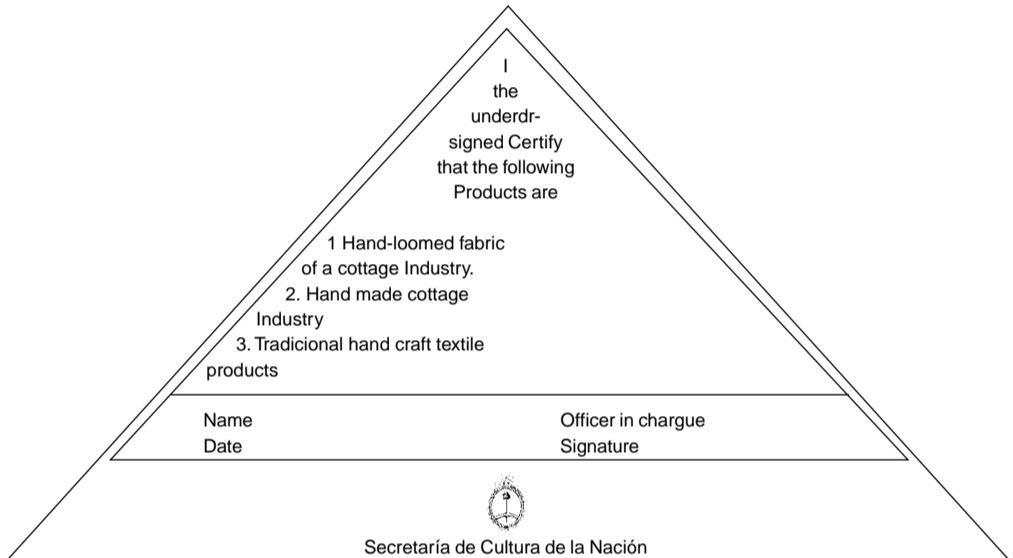 I
the
underdr-
signed Certify
that the following
Products are
1 Hand-loomed fabric
of a cottage Industry.
2. Hand made cottage
Industry
3. Tradicional hand craft textile
products
Name
Officer in chargue
Date
Signature
Secretaría de Cultura de la Nación